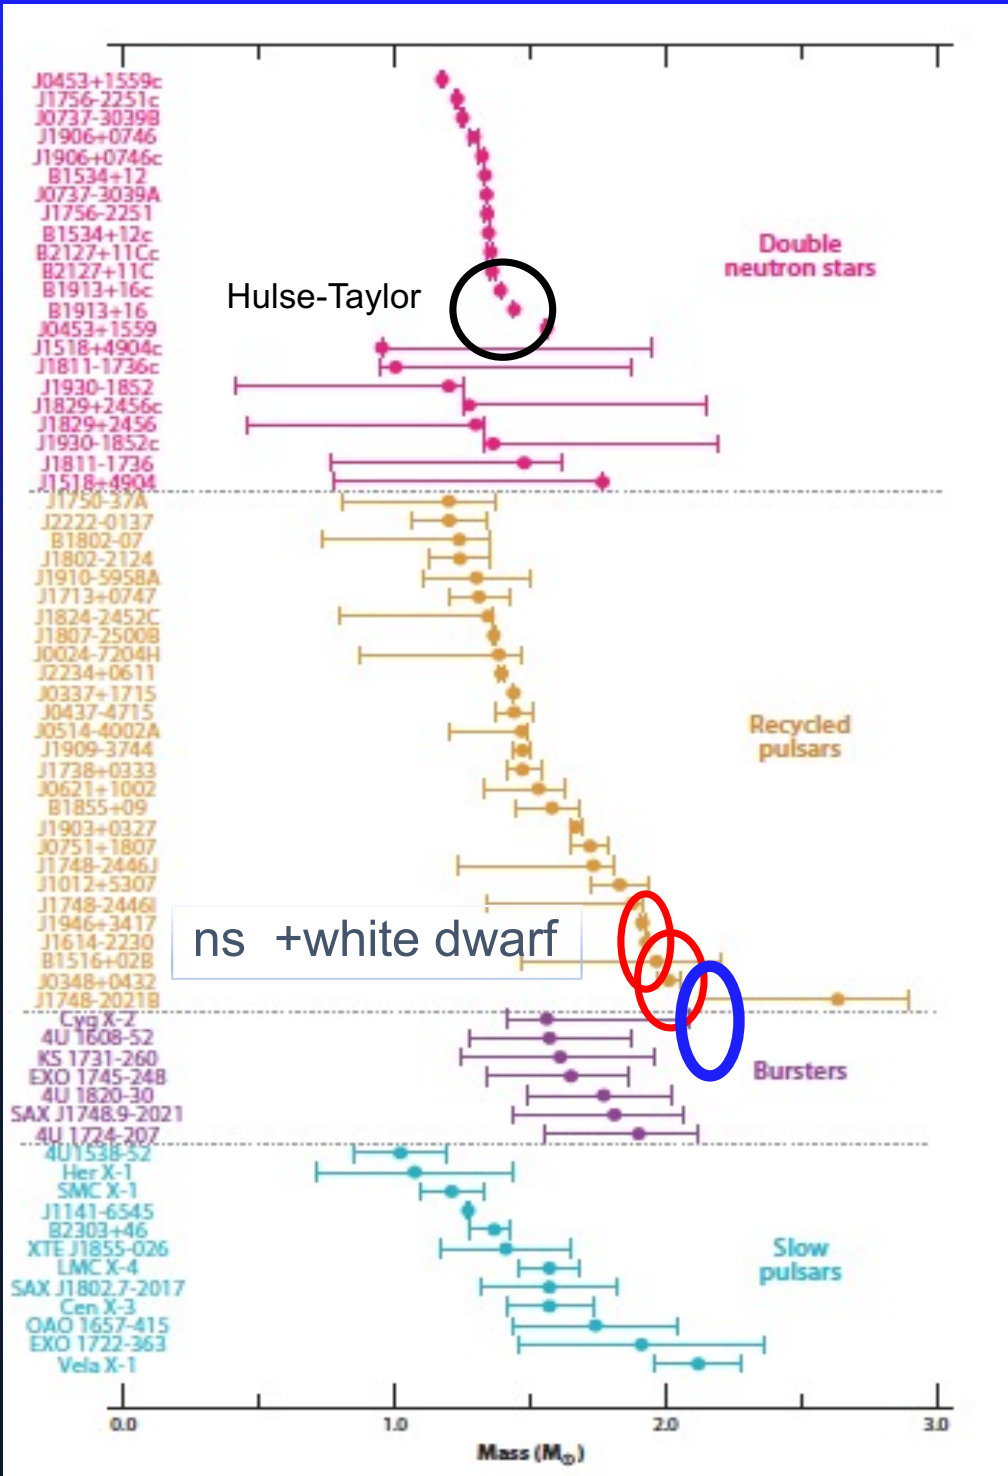 J0453+1559c
J1756-2251c
J0737-3039B
J1906+0746
J1906+0746c
B1534+12
J0737-3039A
J1756-2251
B1534+12c
B2127+11Cc
B2127+11C
B1913+16c
B1913+16
J0453+1559
J1518+4904c
J1811-1736c
J1930-1852
J1829+2456c
J1829+2456
J1930-1852c
J1811-1736
J1518+4904
Hulse-Taylor
Double
neutron stars
J1750-37A
J2222-0137
B1802-07
J1802-2124
J1910-5958A
J1713+0747
J1824-2452C
J1807-2500B
J0024-7204H
J2234+0611
J0337+1715
J0437-4715
J0514-4002A
J1909-3744
J1738+0333
J0621+1002
B1855+09
J1903+0327
J0751+1807
J1748-2446J
J1012+5307
J1748-2446I
J1946+3417
J1614-2230
B1516+02B
J0348+0432
J1748-2021B
Recycled
pulsars
ns +white dwarf
Cyg X-2
4U 1608-52
KS 1731-260
EXO 1745-248
4U 1820-30
SAX J1748.9-2021
4U 1724-207
Bursters
4U1538-52
Her X-1
SMC X-1
J1141-6545
B2303+46
XTE J1855-026
LMC X-4
SAX J1802.7-2017
Cen X-3
OAO 1657-415
EXO 1722-363
Vela X-1
Slow
pulsars
0.0 1.0 2.0 3.0
Mass (M⊙)